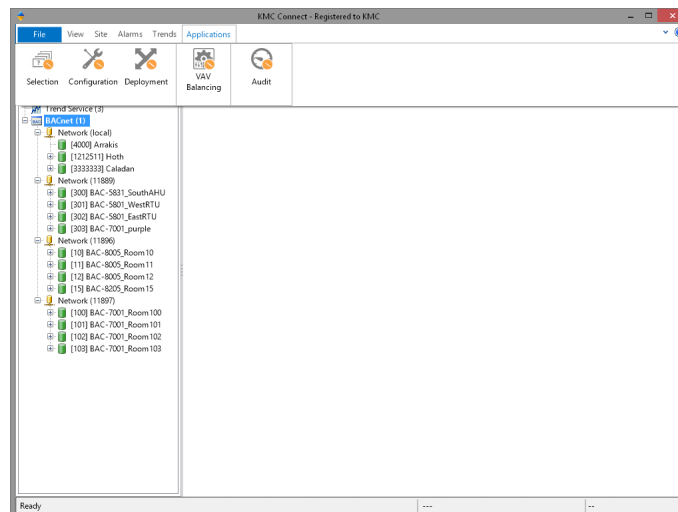 KMC Connect - Registered to KMC
File View Site Alarms Trends Applications
Selection Configuration Deployment VAV Balancing Audit
Trend Service (3)
BACnet (1)
Network (local)
[4000] Arrakis
[1212511] Hoth
[3333333] Caladan
Network (11889)
[300] BAC-5831_SouthAHU
[301] BAC-5801_WestRTU
[302] BAC-5801_EastRTU
[303] BAC-7001_purple
Network (11896)
[10] BAC-8005_Room10
[11] BAC-8005_Room11
[12] BAC-8005_Room12
[15] BAC-8205_Room15
Network (11897)
[100] BAC-7001_Room100
[101] BAC-7001_Room101
[102] BAC-7001_Room102
[103] BAC-7001_Room103
Ready --- --